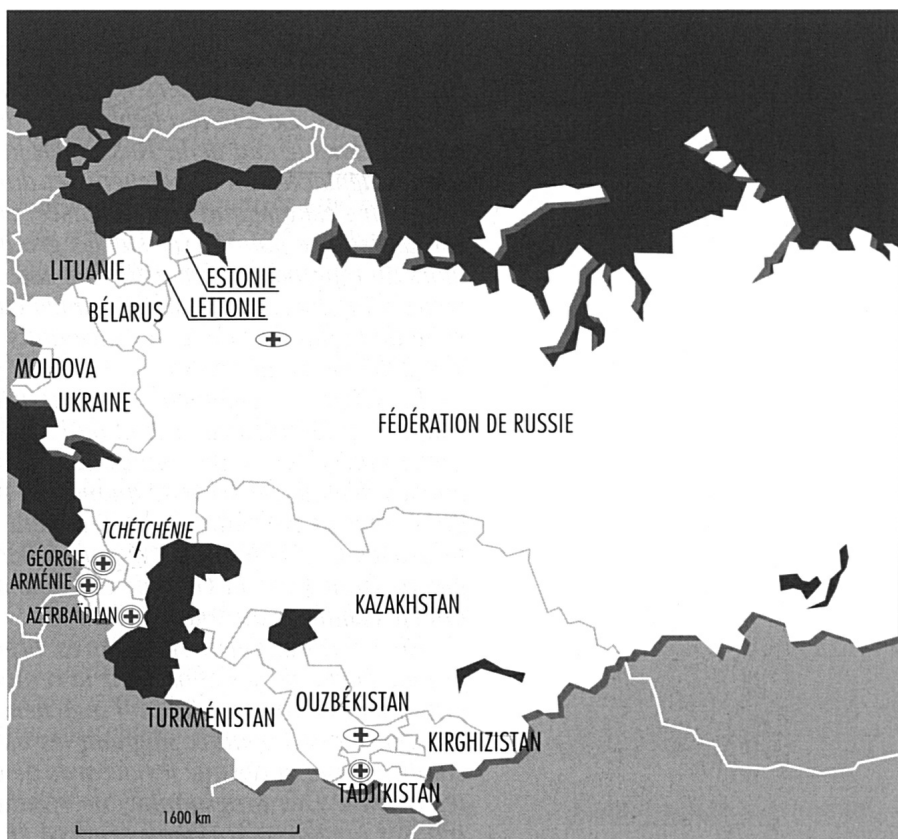 LITUANIE
ESTONIE
LETTONIE
BÉLARUS
MOLDOVA
UKRAINE
FÉDÉRATION DE RUSSIE
TCHÉTCHÉNIE
GÉORGIE
ARMÉNIE
AZERBAÏDJAN
KAZAKHSTAN
OUZBÉKISTAN
TURKMÉNISTAN
KIRGHIZISTAN
TADJIKISTAN
1600 km